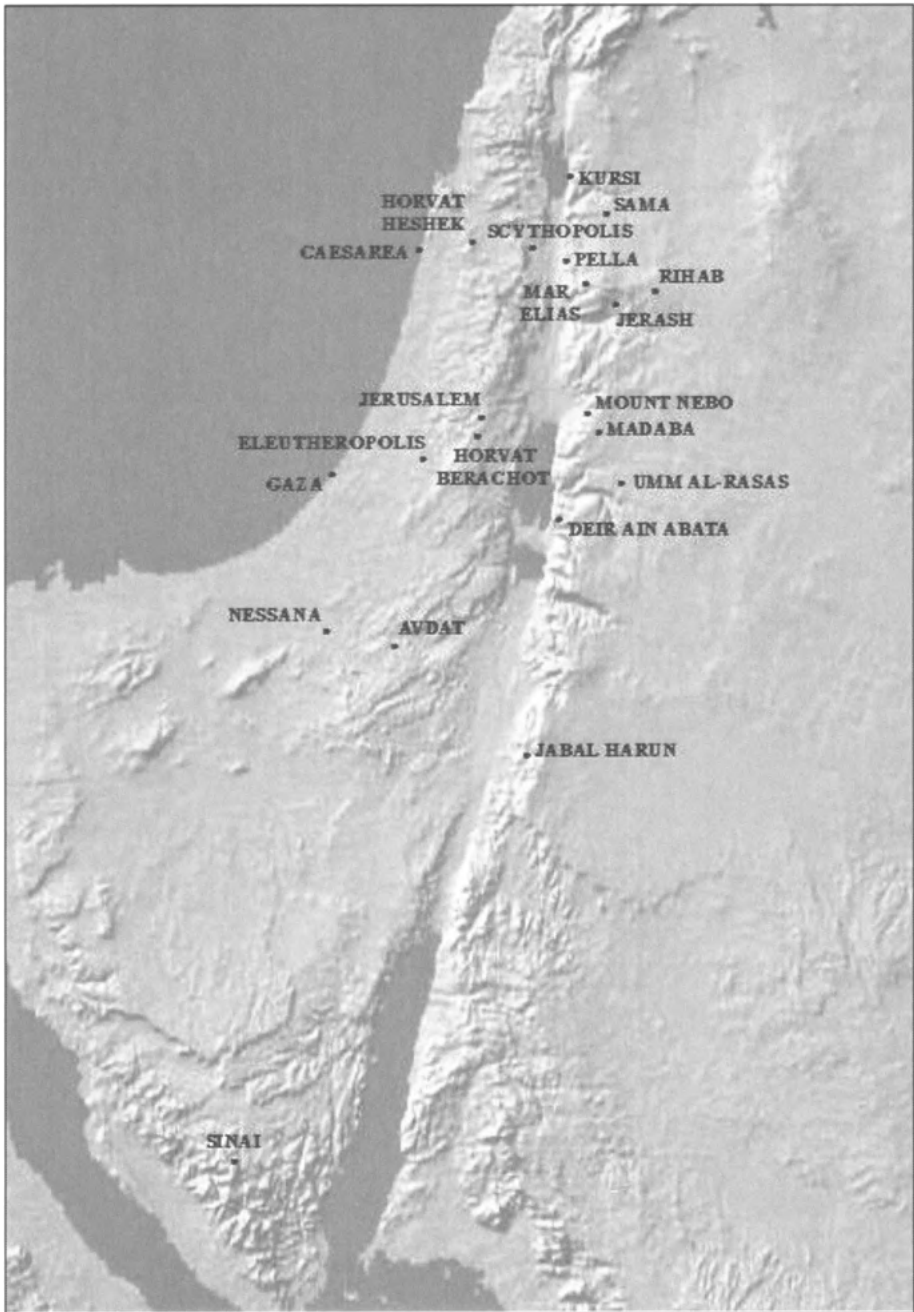 KURSI
HORVAT
HESHEK
SAMA
SCYTHOPOLIS
CAESAREA
PELLA
RIHAB
MAR
ELIAS
JERASH
JERUSALEM
MOUNT NEBO
MADABA
ELEUTHEROPOLIS
HORVAT
BERACHOT
GAZA
UMM AL-RASAS
DEIR AIN ABATA
NESSANA
AVDAT
JABAL HARUN
SINAI